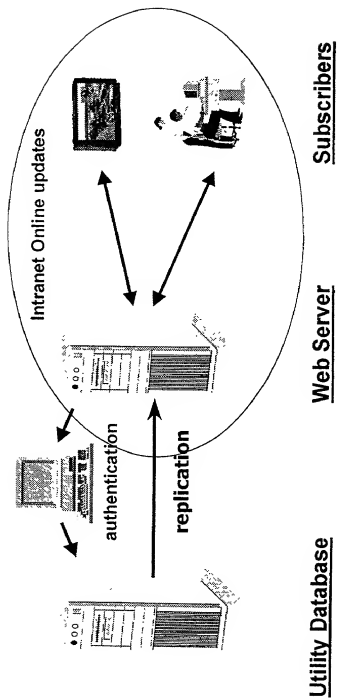 Intranet Online updates
authentication
replication
Utility Database
Web Server
Subscribers